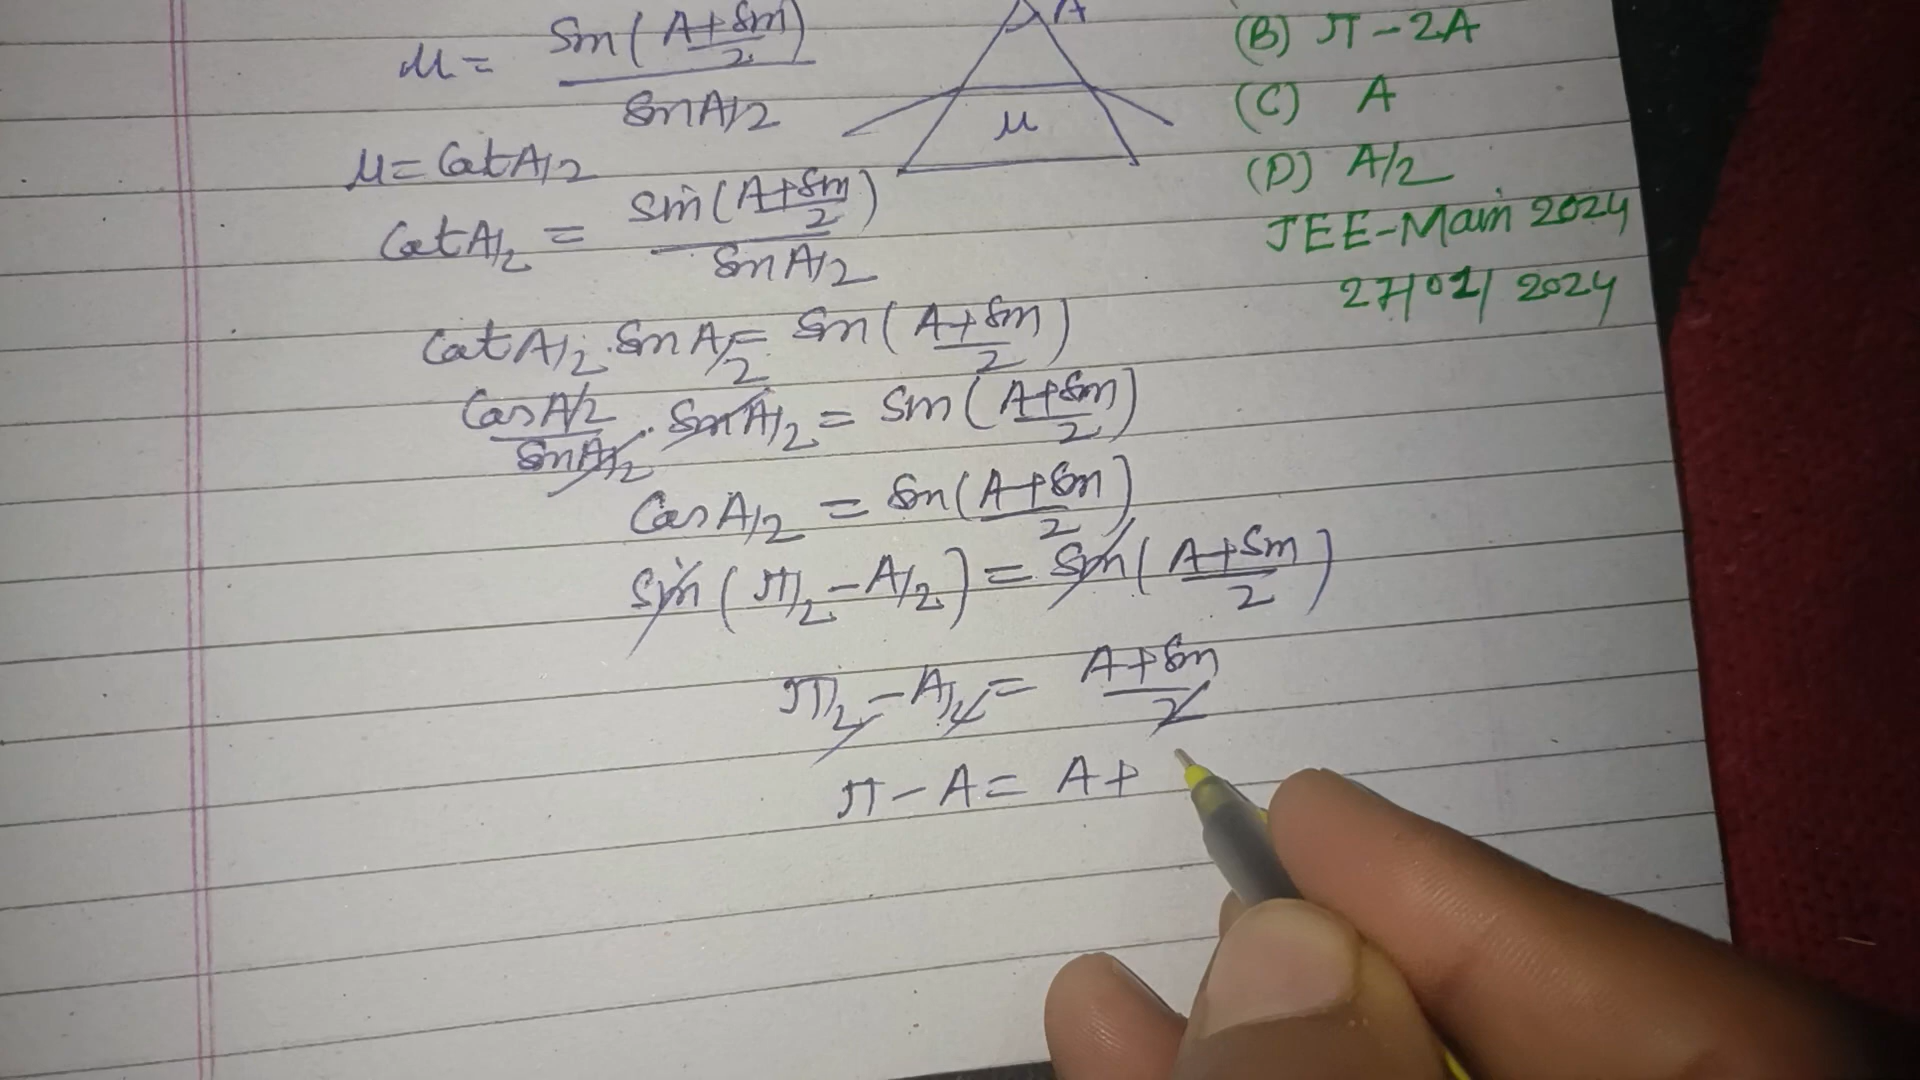 μ = Sin(A+δm/2) / SinA/2
A
μ
μ = CotA/2
CotA/2 = Sin(A+δm/2) / SinA/2
CotA/2 . SinA/2 = Sin(A+δm/2)
CosA/2 / SinA/2 . SinA/2 = Sin(A+δm/2)
CosA/2 = Sin(A+δm/2)
Sin(π/2 - A/2) = Sin(A+δm/2)
π/2 - A/2 = A+δm/2
π - A = A+
(B) π - 2A
(C) A
(D) A/2
JEE-Main 2024
27/01/2024